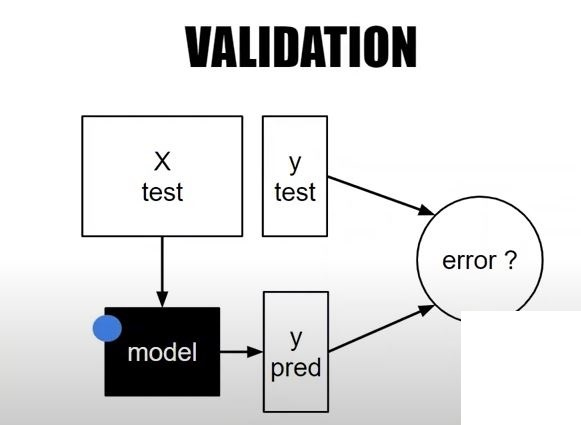 VALIDATION
X
test
y
test
error ?
model
y
pred